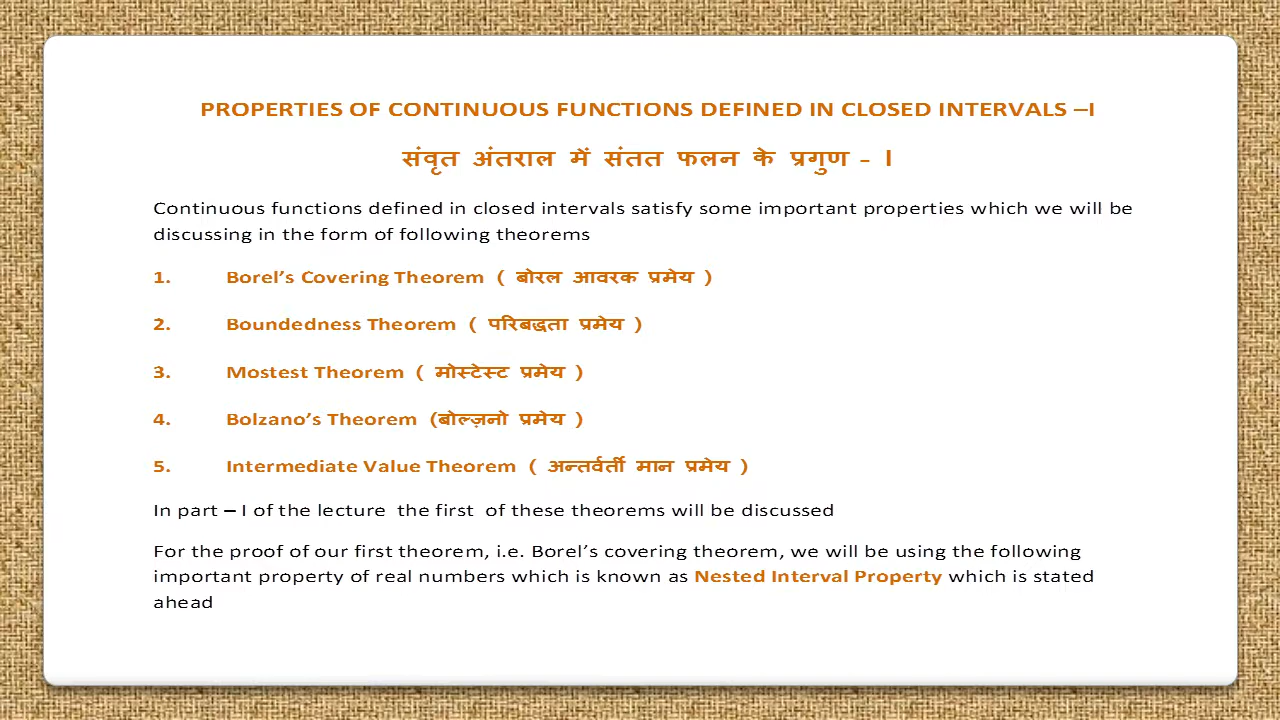 PROPERTIES OF CONTINUOUS FUNCTIONS DEFINED IN CLOSED INTERVALS –I
संवृत अंतराल में संतत फलन के प्रगुण - I
Continuous functions defined in closed intervals satisfy some important properties which we will be
discussing in the form of following theorems
1. Borel’s Covering Theorem ( बोरल आवरक प्रमेय )
2. Boundedness Theorem ( परिबद्धता प्रमेय )
3. Mostest Theorem ( मोस्टेस्ट प्रमेय )
4. Bolzano’s Theorem (बोल्ज़नो प्रमेय )
5. Intermediate Value Theorem ( अन्तर्वर्ती मान प्रमेय )
In part – I of the lecture the first of these theorems will be discussed
For the proof of our first theorem, i.e. Borel’s covering theorem, we will be using the following
important property of real numbers which is known as Nested Interval Property which is stated
ahead